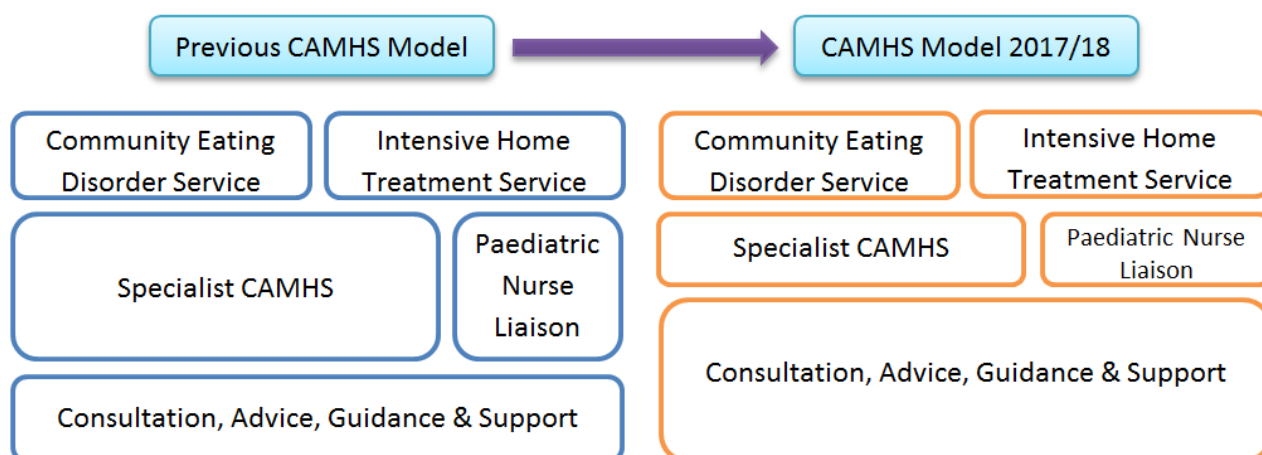 Previous CAMHS Model
CAMHS Model 2017/18
Community Eating
Disorder Service
Intensive Home
Treatment Service
Specialist CAMHS
Paediatric
Nurse
Liaison
Consultation, Advice, Guidance & Support
Community Eating
Disorder Service
Intensive Home
Treatment Service
Specialist CAMHS
Paediatric Nurse
Liaison
Consultation, Advice, Guidance & Support